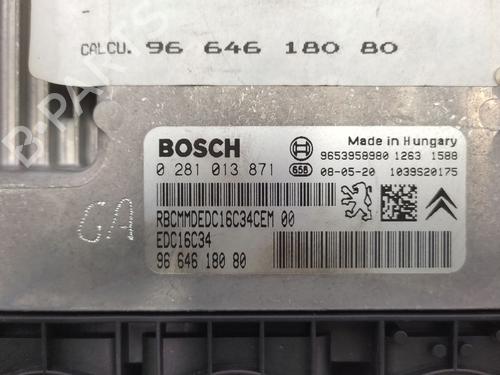 CALCU. 96 646 180 80
BOSCH
Made in Hungary
0 281 013 871
9653958980 1263 1588
658
08-05-20 1039S20175
RBCMMDEDC16C34CEM 00
EDC16C34
96 646 180 80
GA